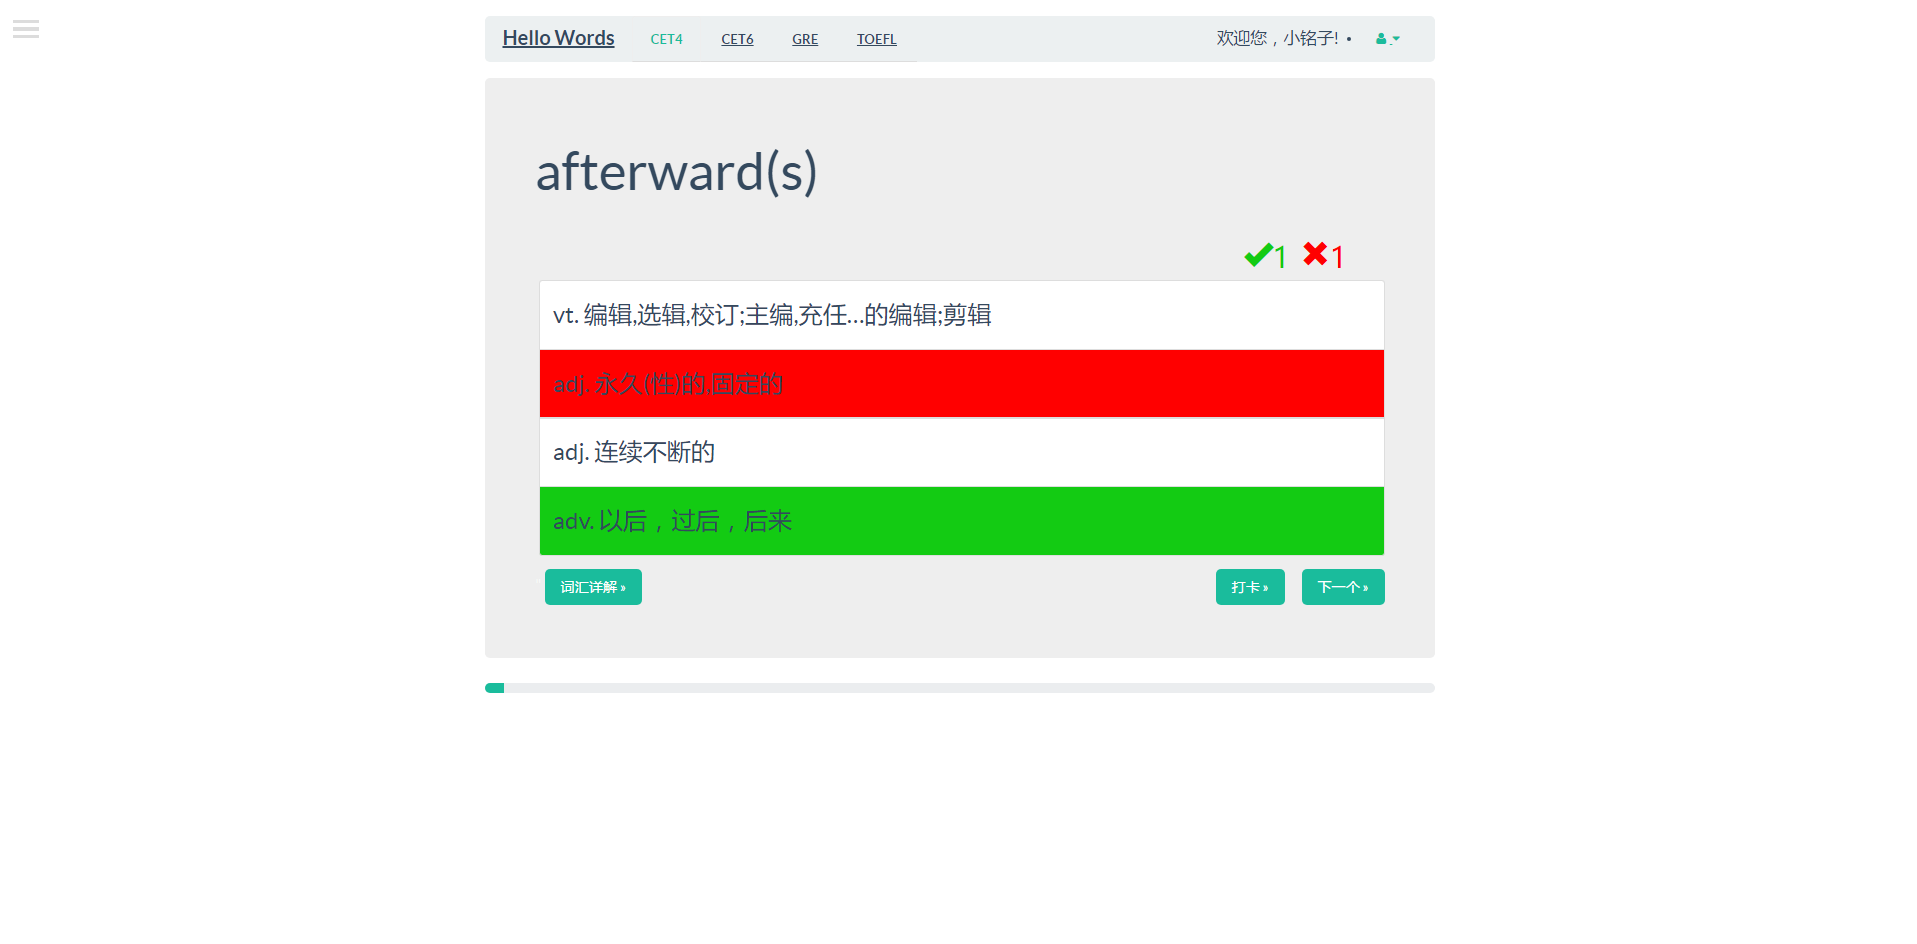 Hello Words CET4 CET6 GRE TOEFL 欢迎您，小铭子! •
afterward(s)
1 1
vt. 编辑,选辑,校订;主编,充任…的编辑;剪辑
adj. 永久(性)的,固定的
adj. 连续不断的
adv. 以后，过后，后来
词汇详解 » 打卡 » 下一个 »